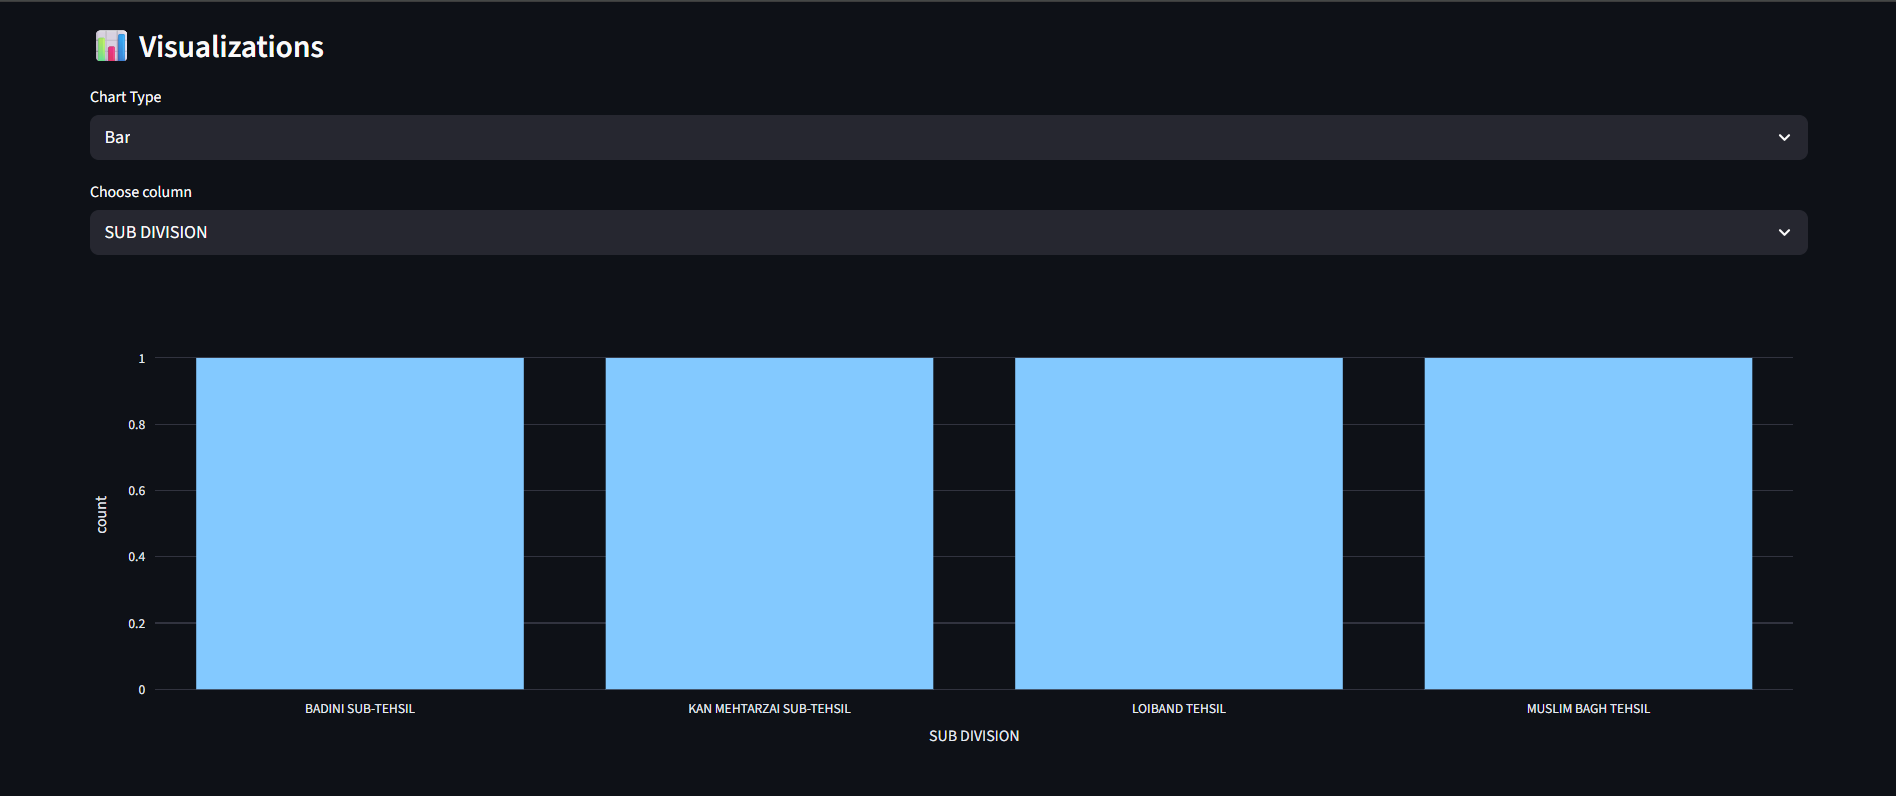 Visualizations
Chart Type
Bar
Choose column
SUB DIVISION
1
0.8
0.6
0.4
0.2
0
count
BADINI SUB-TEHSIL
KAN MEHTARZAI SUB-TEHSIL
LOIBAND TEHSIL
MUSLIM BAGH TEHSIL
SUB DIVISION